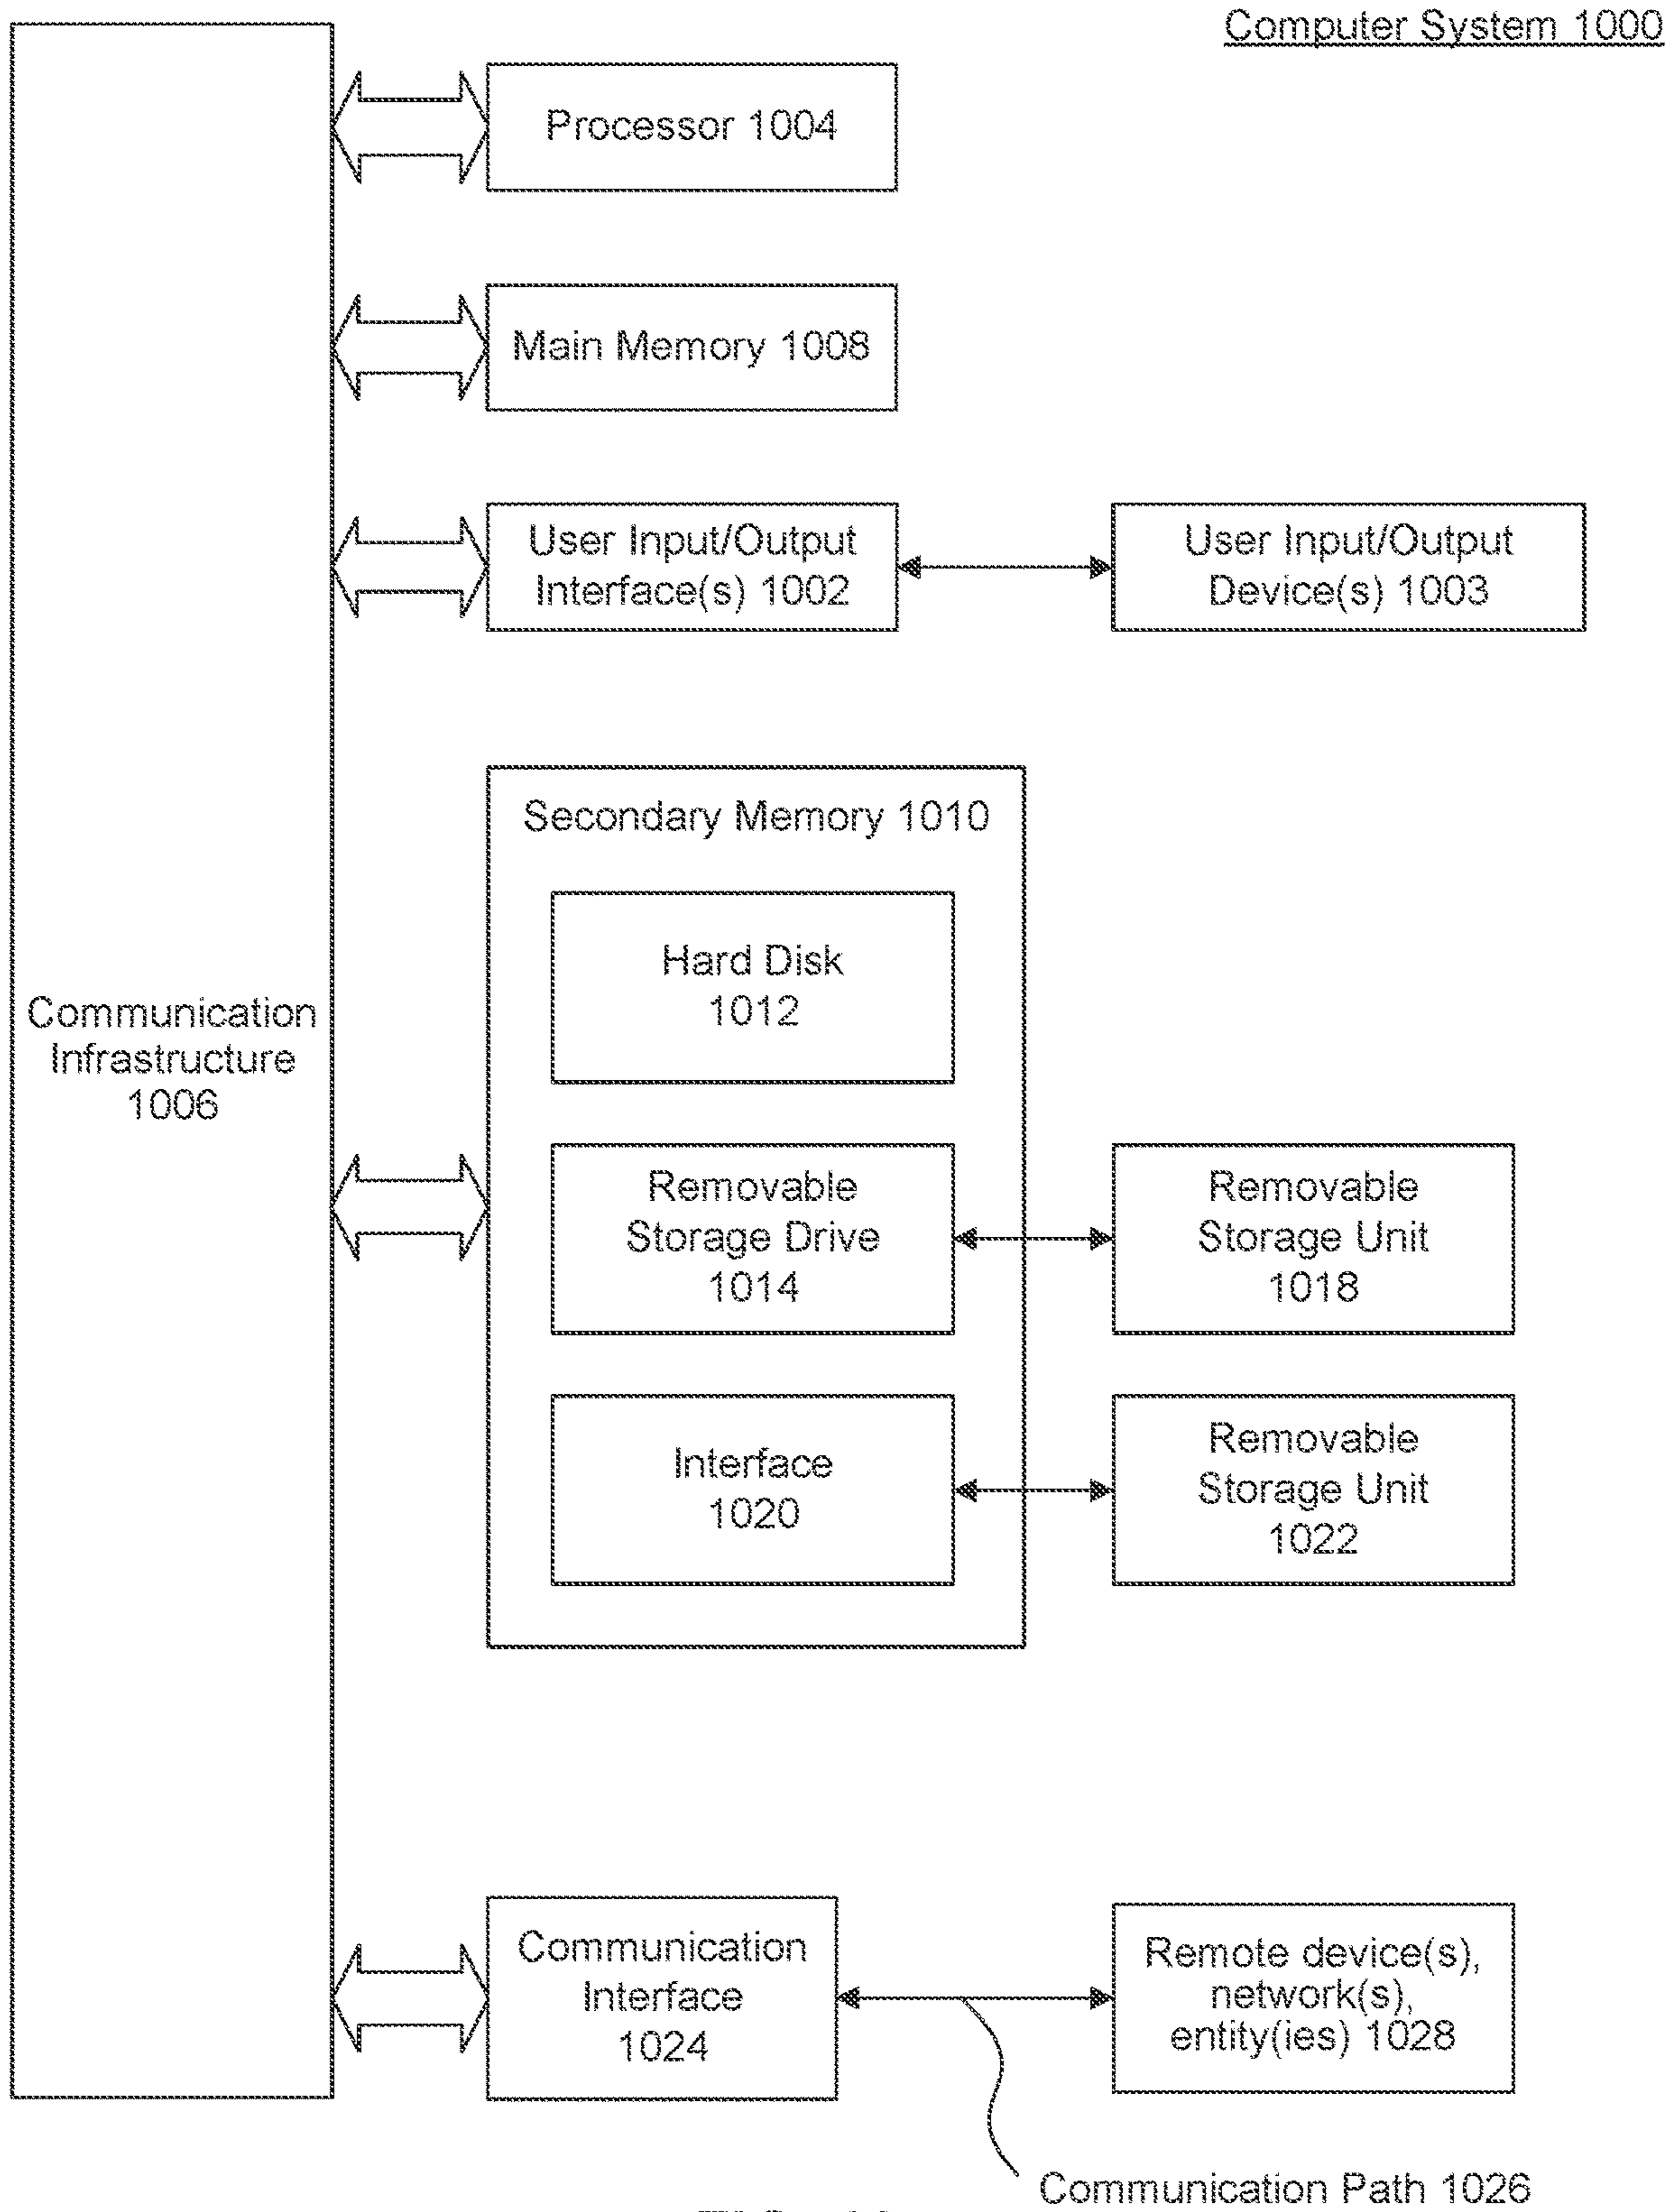 Computer System 1000
Processor 1004
Main Memory 1008
User Input/Output
Interface(s) 1002
User Input/Output
Device(s) 1003
Secondary Memory 1010
Hard Disk
1012
Communication
Infrastructure
1006
Removable
Storage Drive
1014
Removable
Storage Unit
1018
Interface
1020
Removable
Storage Unit
1022
Communication
Interface
1024
Remote device(s),
network(s),
entity(ies) 1028
Communication Path 1026